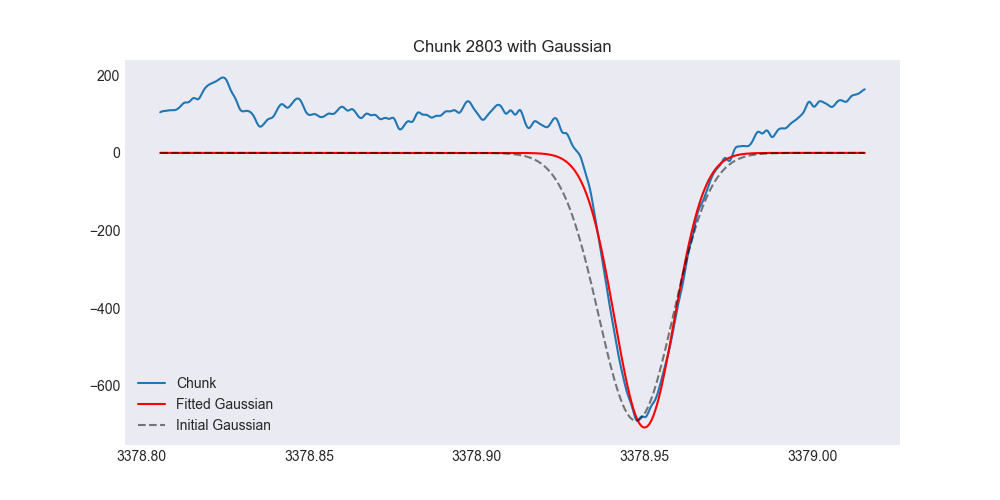 Chunk 2803 with Gaussian
200
0
−200
−400
−600
Chunk
Fitted Gaussian
Initial Gaussian
3378.80 3378.85 3378.90 3378.95 3379.00